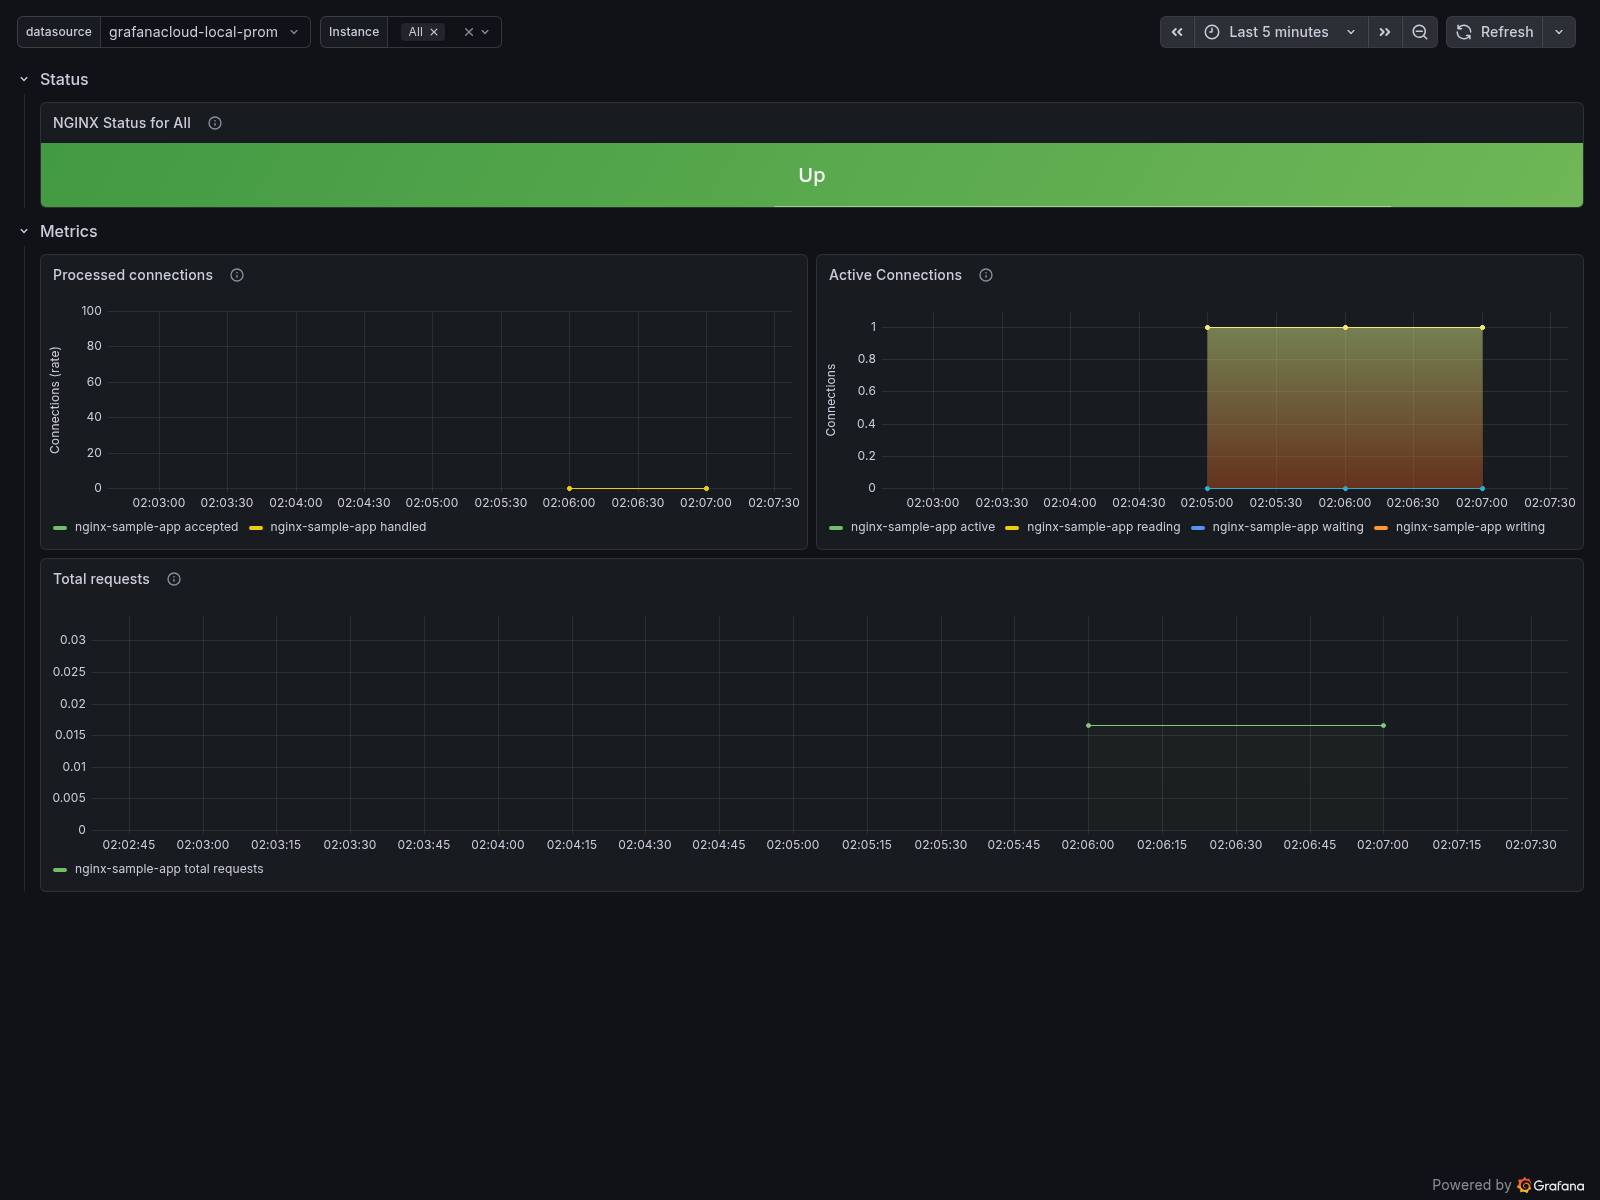 datasource grafanacloud-local-prom Instance All Last 5 minutes Refresh
Status
NGINX Status for All
Up
Metrics
Processed connections
100
80
60
40
20
0
Connections (rate)
02:03:00 02:03:30 02:04:00 02:04:30 02:05:00 02:05:30 02:06:00 02:06:30 02:07:00 02:07:30
nginx-sample-app accepted nginx-sample-app handled
Active Connections
1
0.8
0.6
0.4
0.2
0
Connections
02:03:00 02:03:30 02:04:00 02:04:30 02:05:00 02:05:30 02:06:00 02:06:30 02:07:00 02:07:30
nginx-sample-app active nginx-sample-app reading nginx-sample-app waiting nginx-sample-app writing
Total requests
0.03
0.025
0.02
0.015
0.01
0.005
0
02:02:45 02:03:00 02:03:15 02:03:30 02:03:45 02:04:00 02:04:15 02:04:30 02:04:45 02:05:00 02:05:15 02:05:30 02:05:45 02:06:00 02:06:15 02:06:30 02:06:45 02:07:00 02:07:15 02:07:30
nginx-sample-app total requests
Powered by Grafana